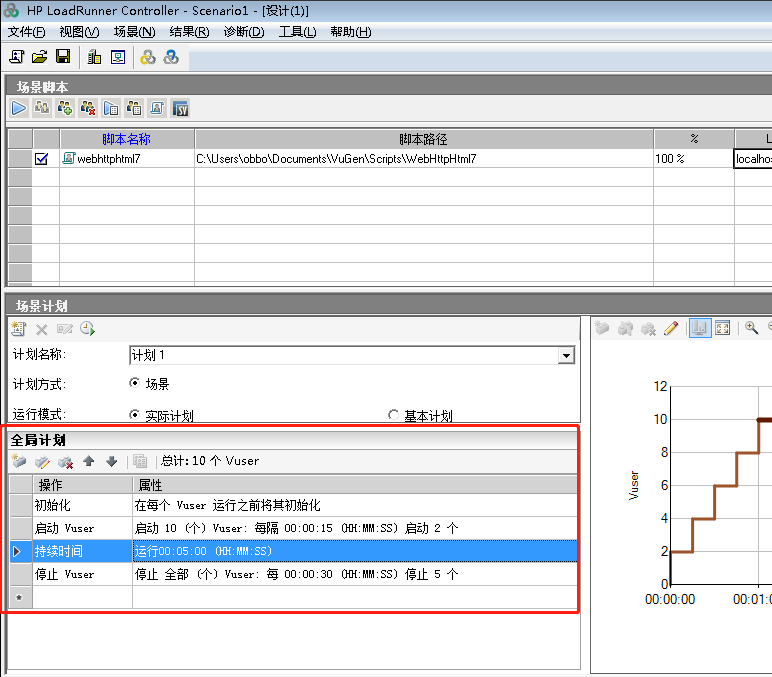 HP LoadRunner Controller - Scenario1 - [设计(1)]
文件(F) 视图(V) 场景(N) 结果(R) 诊断(D) 工具(L) 帮助(H)
场景脚本
脚本名称 脚本路径 % L
webhttphtml7 C:\Users\obbo\Documents\VuGen\Scripts\WebHttpHtml7 100 % localhos
场景计划
计划名称: 计划 1
计划方式: 场景
运行模式: 实际计划 基本计划
全局计划
总计: 10 个 Vuser
操作 属性
初始化 在每个 Vuser 运行之前将其初始化
启动 Vuser 启动 10 (个) Vuser: 每隔 00:00:15 (HH:MM:SS) 启动 2 个
持续时间 运行00:05:00 (HH:MM:SS)
停止 Vuser 停止 全部 (个) Vuser: 每 00:00:30 (HH:MM:SS) 停止 5 个
*
Vuser
12
10
8
6
4
2
0
00:00:00 00:01:0